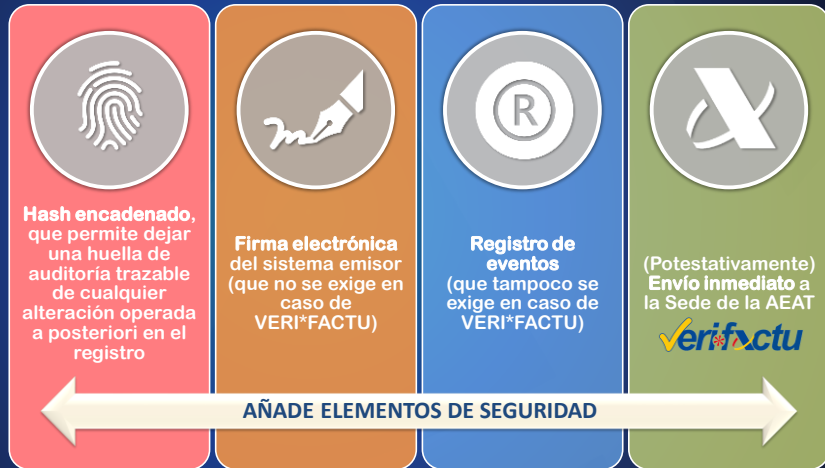 Hash encadenado,
que permite dejar
una huella de
auditoría trazable
de cualquier
alteración operada
a posteriori en el
registro
Firma electrónica
del sistema emisor
(que no se exige en
caso de
VERI*FACTU)
R
Registro de
eventos
(que tampoco se
exige en caso de
VERI*FACTU)
(Potestativamente)
Envío inmediato a
la Sede de la AEAT
Veri*factu
AÑADE ELEMENTOS DE SEGURIDAD